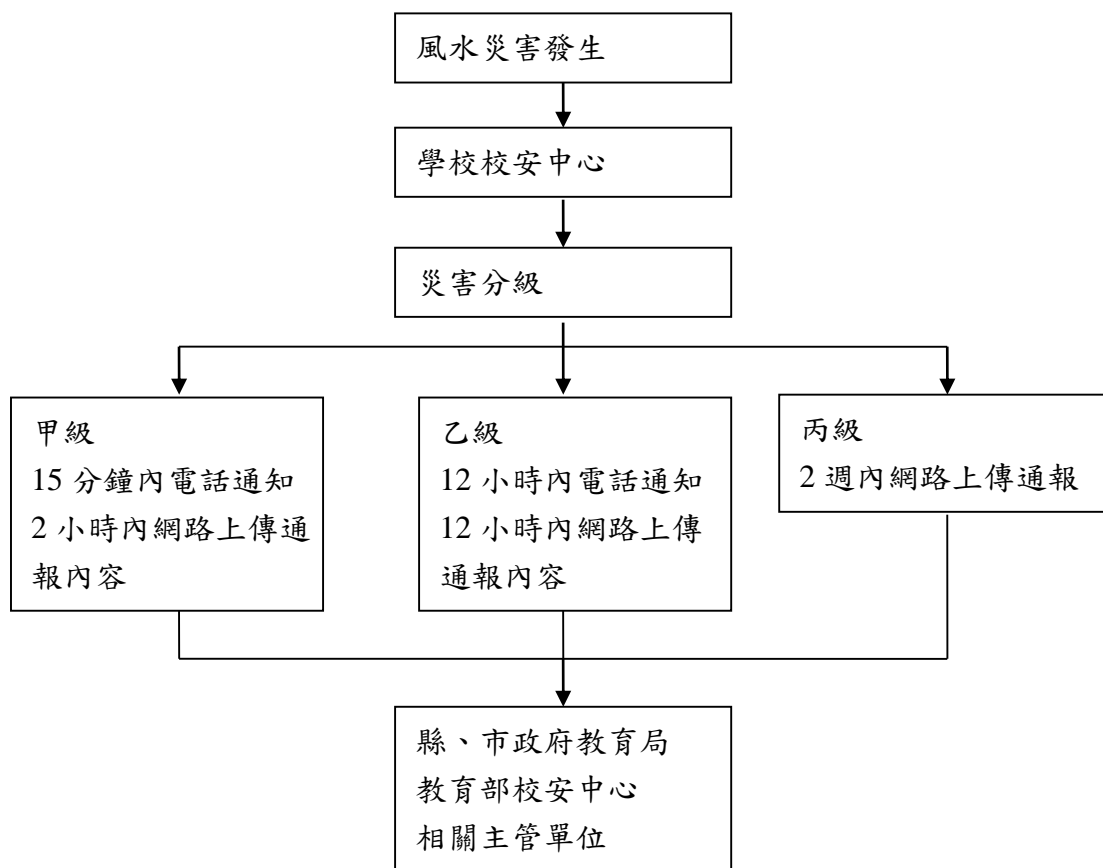 風水災害發生
學校校安中心
災害分級
甲級
15 分鐘內電話通知
2 小時內網路上傳通
報內容
乙級
12 小時內電話通知
12 小時內網路上傳
通報內容
丙級
2 週內網路上傳通報
縣、市政府教育局
教育部校安中心
相關主管單位